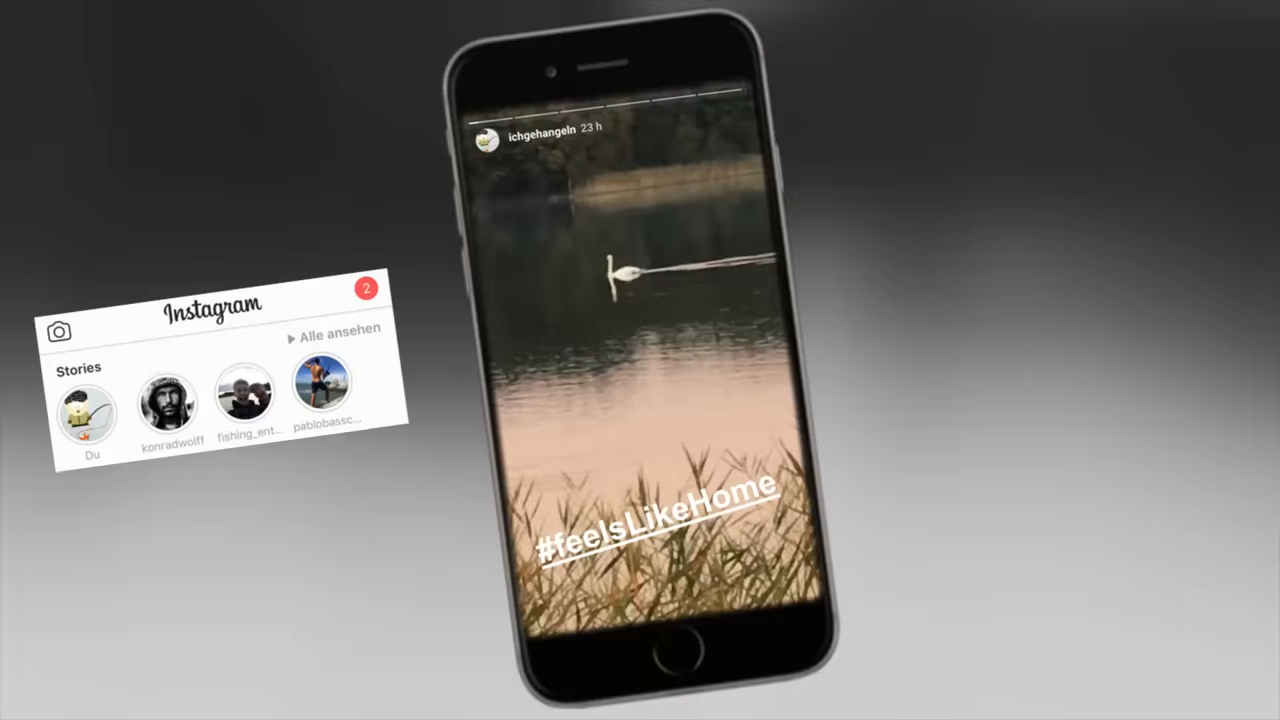 Instagram
2
Alle ansehen
Stories
Du
konradwolff
fishing_ent...
pablobassc...
ichgehangeln 23 h
#feelsLikeHome